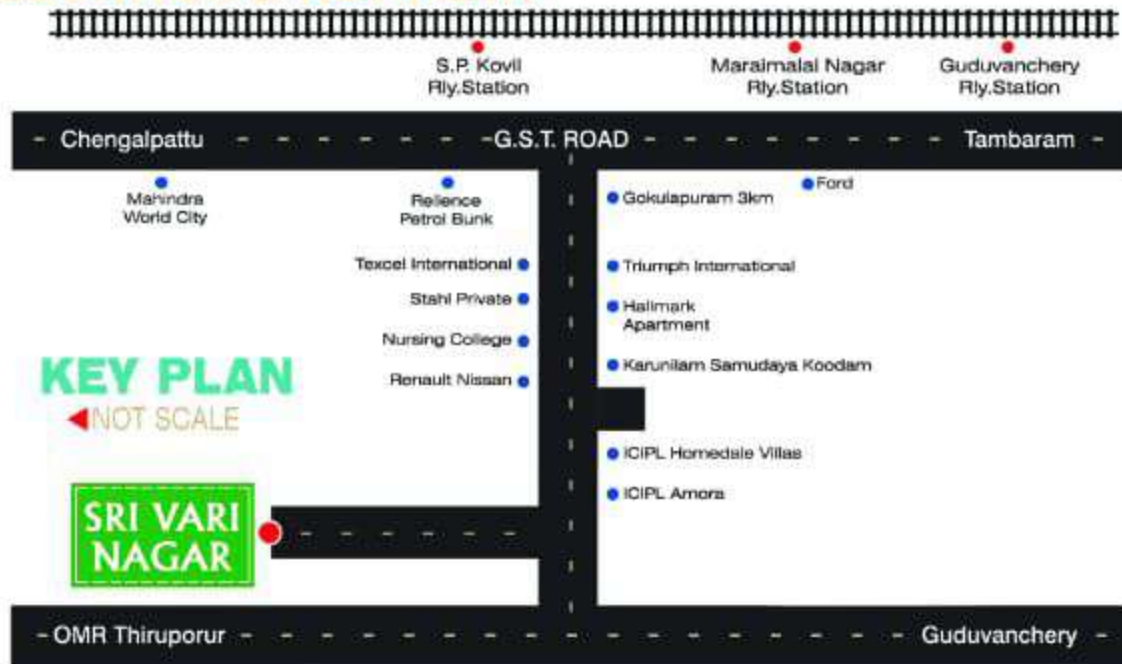 S.P. Kovil
Rly.Station
Maraimalai Nagar
Rly.Station
Guduvanchery
Rly.Station
Chengalpattu
G.S.T. ROAD
Tambaram
Mahindra
World City
Relience
Petrol Bunk
Gokulapuram 3km
Ford
Texcel International
Triumph International
Stahl Private
Hallmark
Apartment
Nursing College
Karunilam Samudaya Koodam
Renault Nissan
KEY PLAN
NOT SCALE
ICIPL Homedale Villas
ICIPL Amora
SRI VARI
NAGAR
OMR Thiruporur
Guduvanchery